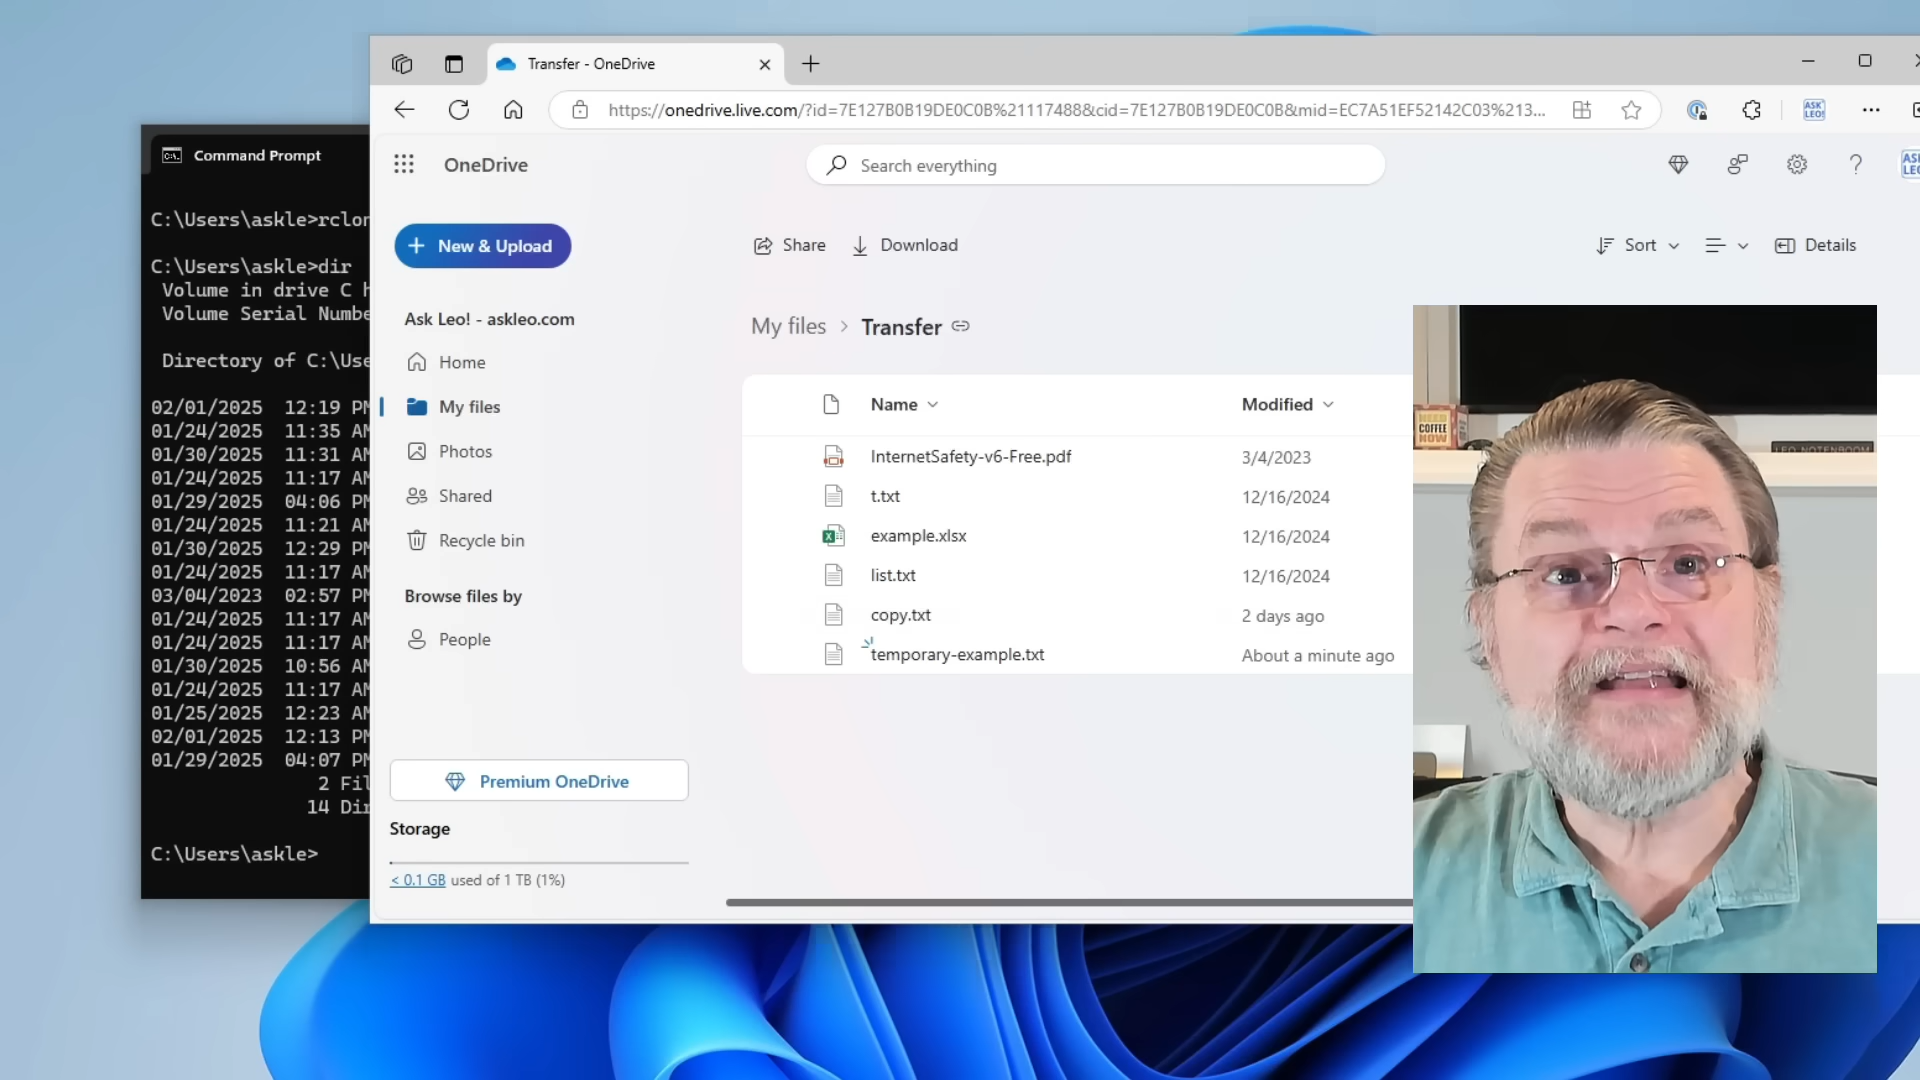 Transfer - OneDrive
https://onedrive.live.com/?id=7E127B0B19DE0C0B%21117488&cid=7E127B0B19DE0C0B&mid=EC7A51EF52142C03%213...
ASK LEO!
Command Prompt
C:\Users\askle>rclon
C:\Users\askle>dir
Volume in drive C h
Volume Serial Numbe
Directory of C:\Use
02/01/2025 12:19 PM
01/24/2025 11:35 AM
01/30/2025 11:31 AM
01/24/2025 11:17 AM
01/29/2025 04:06 PM
01/24/2025 11:21 AM
01/30/2025 12:29 PM
01/24/2025 11:17 AM
03/04/2023 02:57 PM
01/24/2025 11:17 AM
01/24/2025 11:17 AM
01/30/2025 10:56 AM
01/24/2025 11:17 AM
01/25/2025 12:23 AM
02/01/2025 12:13 PM
01/29/2025 04:07 PM
2 Fil
14 Dir
C:\Users\askle>
OneDrive
Search everything
New & Upload
Share
Download
Sort
Details
Ask Leo! - askleo.com
Home
My files
Photos
Shared
Recycle bin
Browse files by
People
Premium OneDrive
Storage
< 0.1 GB used of 1 TB (1%)
My files > Transfer
Name Modified
InternetSafety-v6-Free.pdf 3/4/2023
t.txt 12/16/2024
example.xlsx 12/16/2024
list.txt 12/16/2024
copy.txt 2 days ago
temporary-example.txt About a minute ago
NEED
COFFEE
NOW
LEO NOTENBOOM